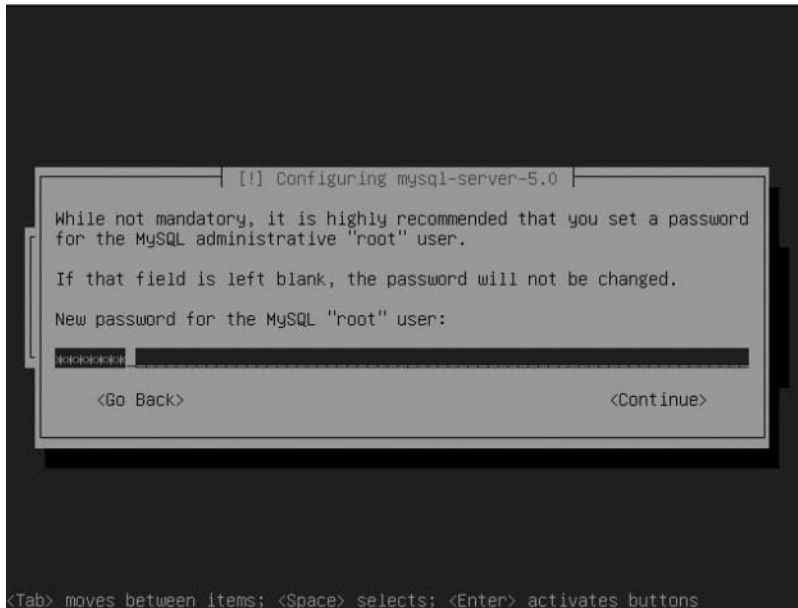 [!] Configuring mysql-server-5.0
While not mandatory, it is highly recommended that you set a password
for the MySQL administrative "root" user.
If that field is left blank, the password will not be changed.
New password for the MySQL "root" user:
*******
<Go Back> <Continue>
<Tab> moves between items; <Space> selects; <Enter> activates buttons